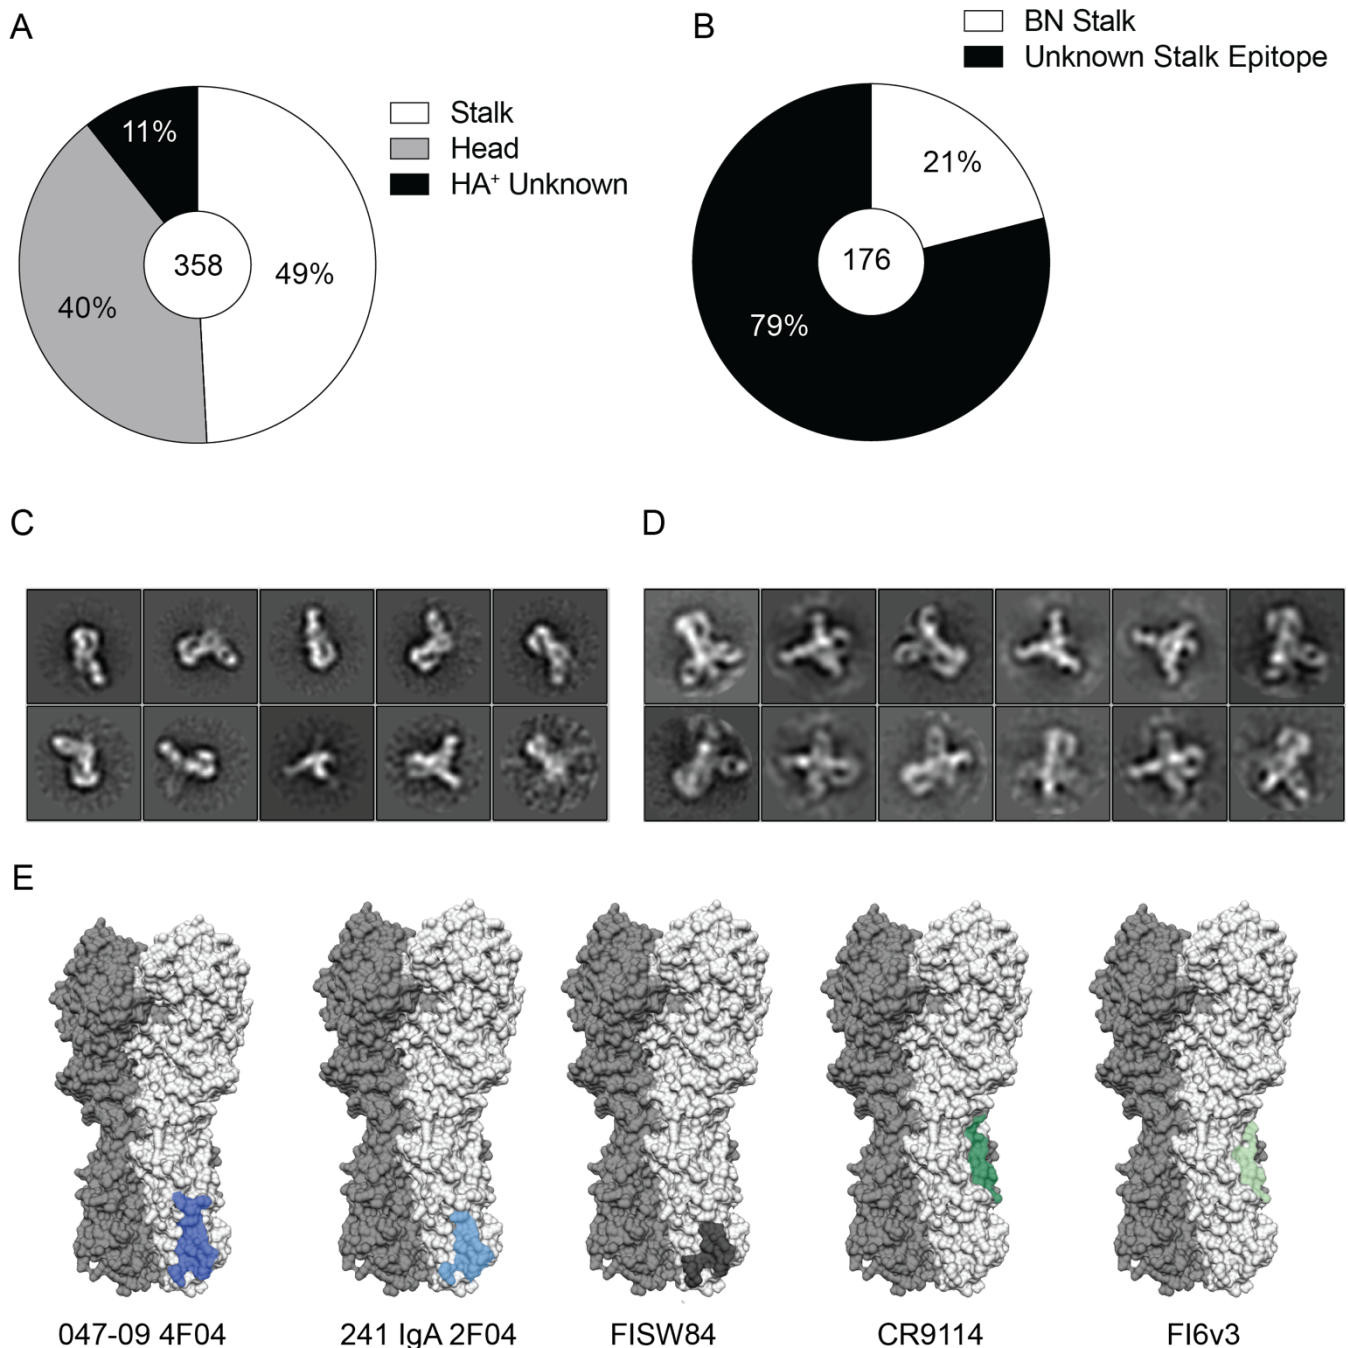 A
11%
358
49%
40%
Stalk
Head
HA⁺ Unknown
B
BN Stalk
Unknown Stalk Epitope
21%
176
79%
C
D
E
047-09 4F04
241 IgA 2F04
FISW84
CR9114
FI6v3